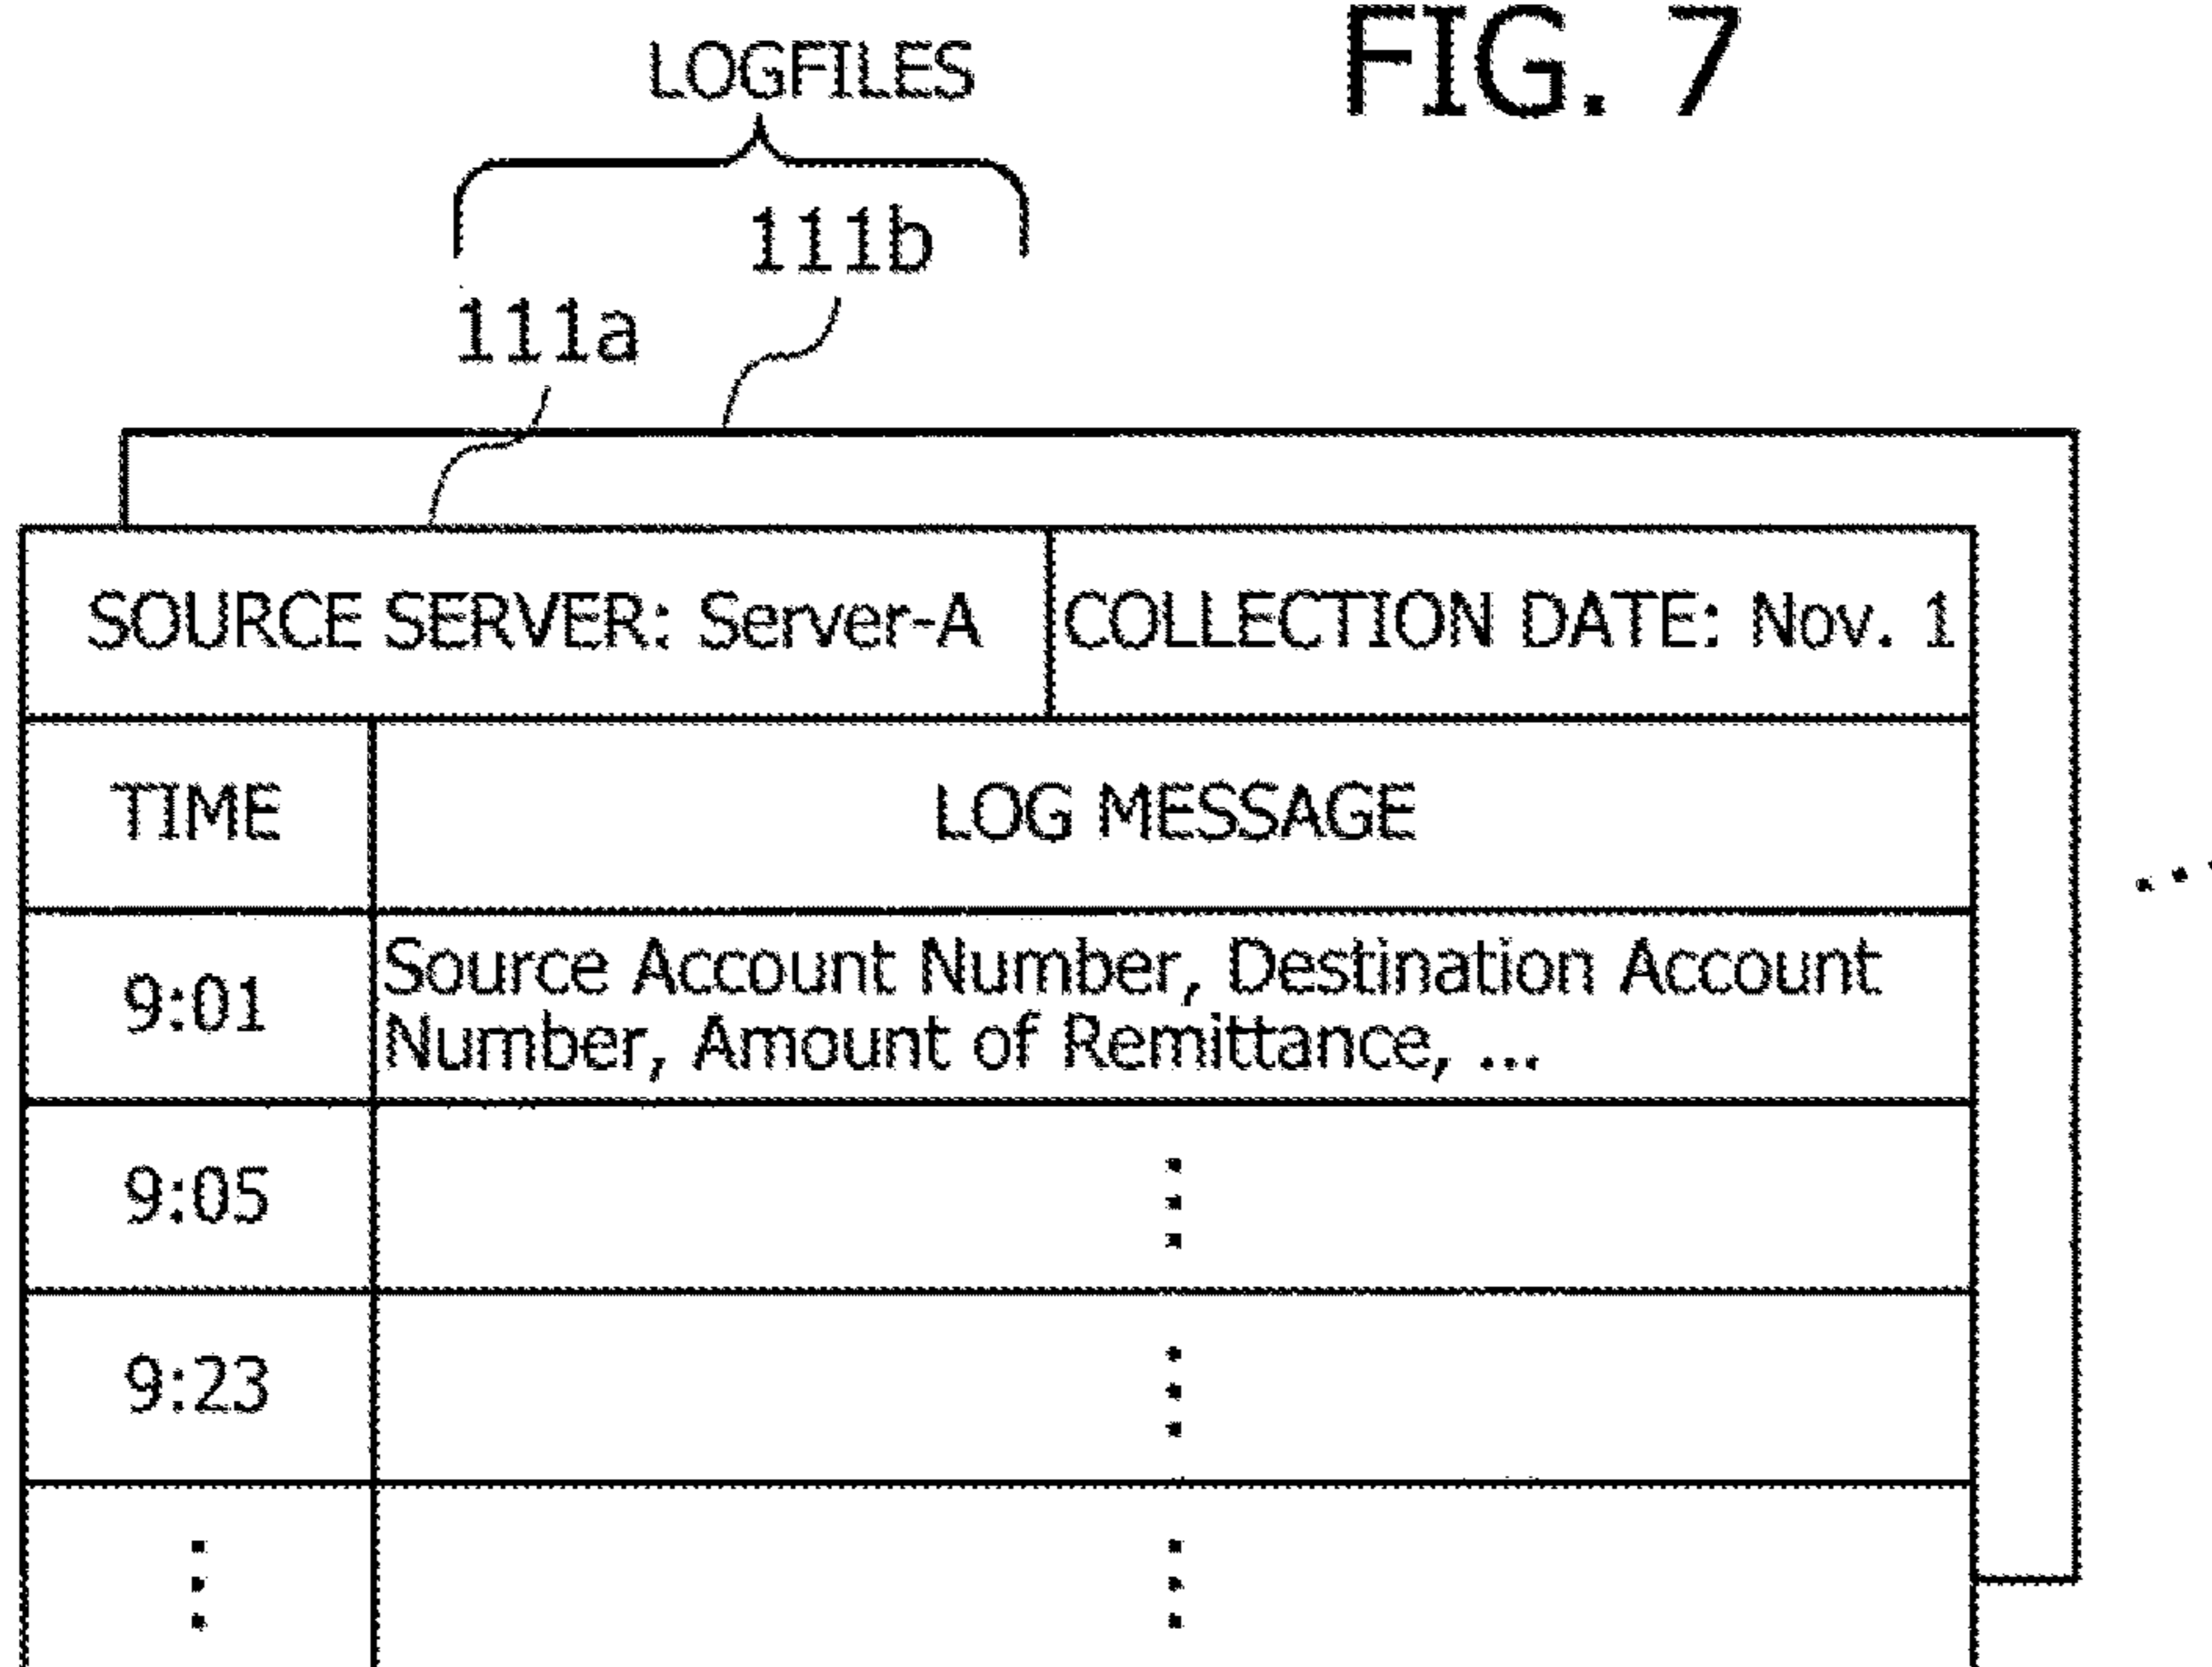 FIG. 7
LOGFILES
111b
111a
SOURCE SERVER: Server-A
COLLECTION DATE: Nov. 1
TIME
LOG MESSAGE
9:01
Source Account Number, Destination Account
Number, Amount of Remittance, ...
9:05
9:23